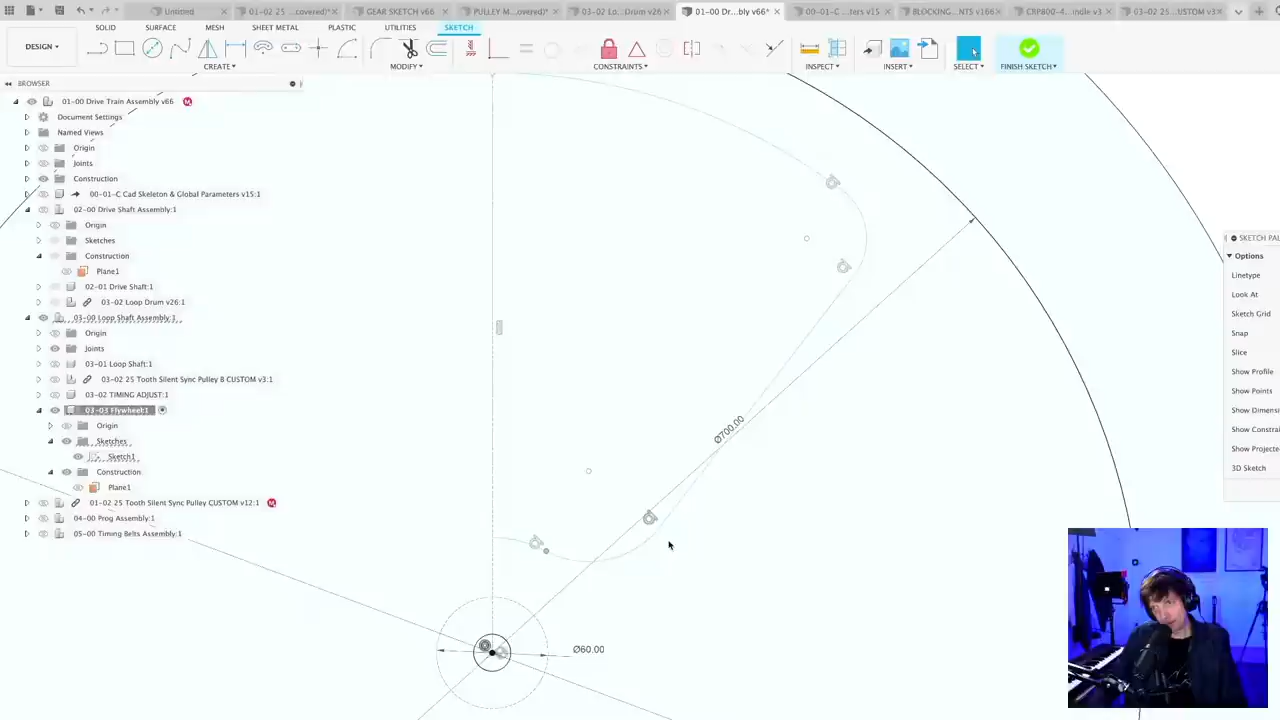 Untitled
01-02 25 ...covered)*
GEAR SKETCH v66
PULLEY M...overed)*
03-02 Lo...Drum v26
01-00 Dr...bly v66*
00-01-C ...ters v15
BLOCKING...NTS v166
CRP800-4...indle v3
03-02 25 ...USTOM v3
SOLID
SURFACE
MESH
SHEET METAL
PLASTIC
UTILITIES
SKETCH
DESIGN
CREATE
MODIFY
CONSTRAINTS
INSPECT
INSERT
SELECT
FINISH SKETCH
BROWSER
01-00 Drive Train Assembly v66
Document Settings
Named Views
Origin
Joints
Construction
00-01-C Cad Skeleton & Global Parameters v15:1
02-00 Drive Shaft Assembly:1
Origin
Sketches
Construction
Plane1
02-01 Drive Shaft:1
03-02 Loop Drum v26:1
03-00 Loop Shaft Assembly:1
Origin
Joints
03-01 Loop Shaft:1
03-02 25 Tooth Silent Sync Pulley B CUSTOM v3:1
03-02 TIMING ADJUST:1
03-03 Flywheel:1
Origin
Sketches
Sketch1
Construction
Plane1
01-02 25 Tooth Silent Sync Pulley CUSTOM v12:1
04-00 Prog Assembly:1
05-00 Timing Belts Assembly:1
Ø700.00
Ø60.00
SKETCH PAL
Options
Linetype
Look At
Sketch Grid
Snap
Slice
Show Profile
Show Points
Show Dimens
Show Constrai
Show Projecte
3D Sketch